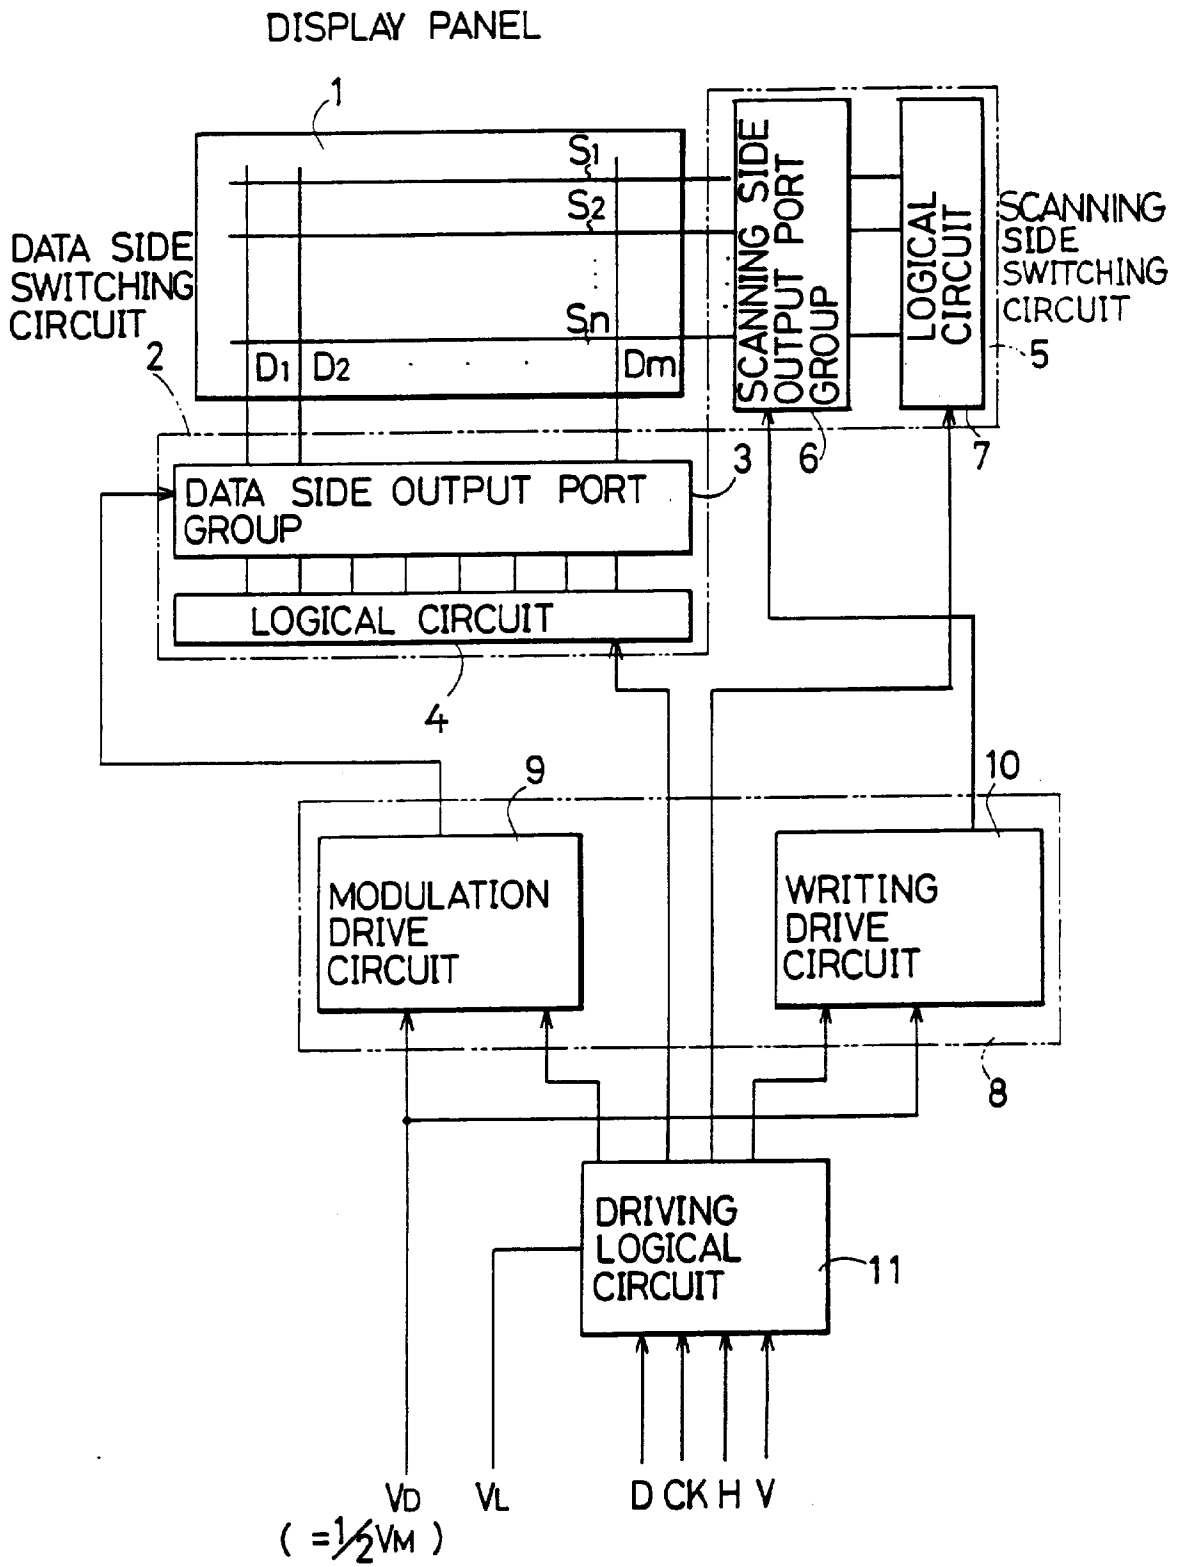 DISPLAY PANEL
1
S1
S2
Sn
D1
D2
Dm
DATA SIDE
SWITCHING
CIRCUIT
2
SCANNING SIDE
OUTPUT PORT
GROUP
6
LOGICAL
CIRCUIT
7
SCANNING
SIDE
SWITCHING
CIRCUIT
5
DATA SIDE OUTPUT PORT
GROUP
3
LOGICAL CIRCUIT
4
9
MODULATION
DRIVE
CIRCUIT
10
WRITING
DRIVE
CIRCUIT
8
DRIVING
LOGICAL
CIRCUIT
11
VD
( =1/2VM )
VL
D CK H V